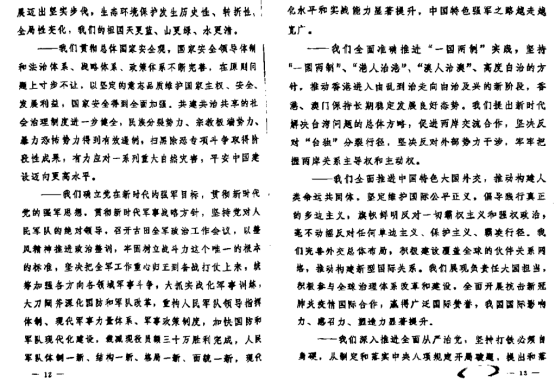 展迈出坚实步伐，生态环境保护发生历史性、转折性、
全局性变化，我们的祖国天更蓝、山更绿、水更清。
——我们贯彻总体国家安全观，国家安全领导体制
和法治体系、战略体系、政策体系不断完善，在原则问
题上寸步不让，以坚定的意志品质维护国家主权、安全、
发展利益，国家安全得到全面加强。共建共治共享的社
会治理制度进一步健全，民族分裂势力、宗教极端势力、
暴力恐怖势力得到有效遏制，扫黑除恶专项斗争取得阶
段性成果，有力应对一系列重大自然灾害，平安中国建
设迈向更高水平。
——我们确立党在新时代的强军目标，贯彻新时代
党的强军思想，贯彻新时代军事战略方针，坚持党对人
民军队的绝对领导，召开古田全军政治工作会议，以整
风精神推进政治整训，牢固树立战斗力这个唯一的根本
的标准，坚决把全军工作重心归正到备战打仗上来，统
筹加强各方向各领域军事斗争，大抓实战化军事训练，
大刀阔斧深化国防和军队改革，重构人民军队领导指挥
体制、现代军事力量体系、军事政策制度，加快国防和
军队现代化建设，裁减现役员额三十万胜利完成，人民
军队体制一新、结构一新、格局一新、面貌一新，现代
— 12 —
化水平和实战能力显著提升，中国特色强军之路越走越
宽广。
——我们全面准确推进“一国两制”实践，坚持
“一国两制”、“港人治港”、“澳人治澳”、高度自治的方
针，推动香港进入由乱到治走向由治及兴的新阶段，香
港、澳门保持长期稳定发展良好态势。我们提出新时代
解决台湾问题的总体方略，促进两岸交流合作，坚决反
对“台独”分裂行径，坚决反对外部势力干涉，牢牢把
握两岸关系主导权和主动权。
——我们全面推进中国特色大国外交，推动构建人
类命运共同体，坚定维护国际公平正义，倡导践行真正
的多边主义，旗帜鲜明反对一切霸权主义和强权政治，
毫不动摇反对任何单边主义、保护主义、霸凌行径。我
们完善外交总体布局，积极建设覆盖全球的伙伴关系网
络，推动构建新型国际关系。我们展现负责任大国担当，
积极参与全球治理体系改革和建设，全面开展抗击新冠
肺炎疫情国际合作，赢得广泛国际赞誉，我国国际影响
力、感召力、塑造力显著提升。
——我们深入推进全面从严治党，坚持打铁必须自
身硬，从制定和落实中央八项规定开局破题，提出和落
— 13 —